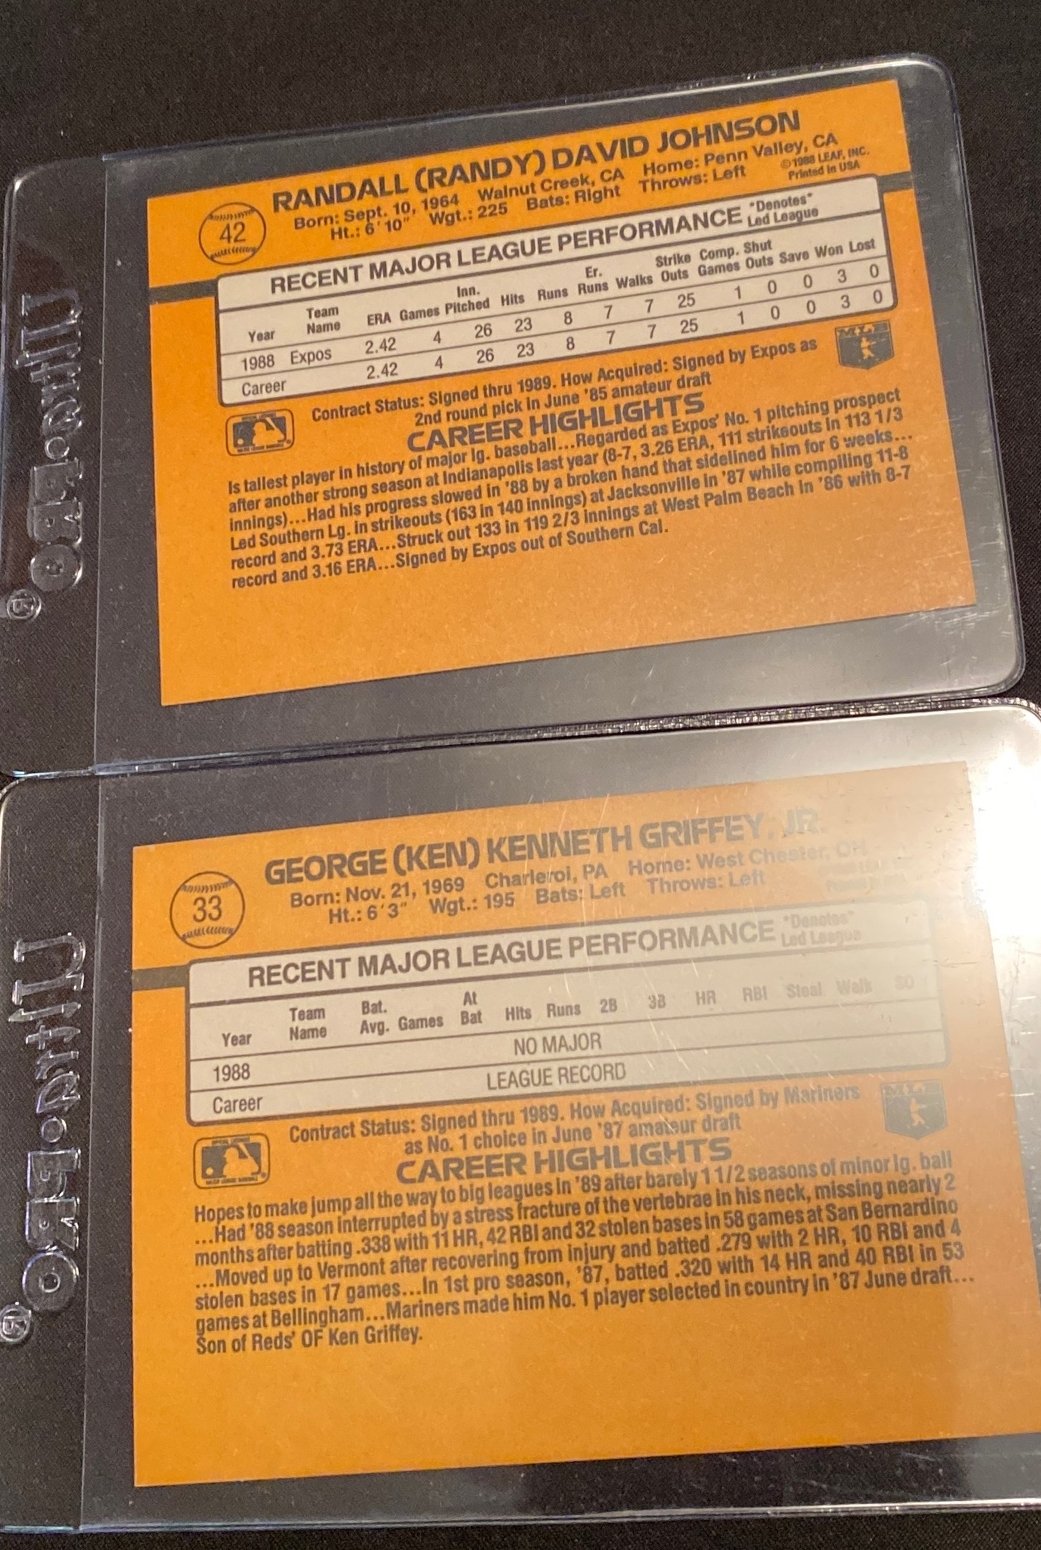 RANDALL (RANDY) DAVID JOHNSON
Born: Sept. 10, 1964 Walnut Creek, CA Home: Penn Valley, CA
Ht.: 6'10" Wgt.: 225 Bats: Right Throws: Left
©1988 LEAF, INC.
Printed in USA
42
RECENT MAJOR LEAGUE PERFORMANCE *Denotes* Led League
Year Team Name ERA Games Inn. Pitched Hits Runs Er. Runs Walks Strike Outs Comp. Games Shut Outs Save Won Lost
1988 Expos 2.42 4 26 23 8 7 7 25 1 0 0 3 0
Career 2.42 4 26 23 8 7 7 25 1 0 0 3 0
Contract Status: Signed thru 1989. How Acquired: Signed by Expos as
2nd round pick in June '85 amateur draft
CAREER HIGHLIGHTS
Is tallest player in history of major lg. baseball...Regarded as Expos' No. 1 pitching prospect
after another strong season at Indianapolis last year (8-7, 3.26 ERA, 111 strikeouts in 113 1/3
innings)...Had his progress slowed in '88 by a broken hand that sidelined him for 6 weeks...
Led Southern Lg. in strikeouts (163 in 140 innings) at Jacksonville in '87 while compiling 11-8
record and 3.73 ERA...Struck out 133 in 119 2/3 innings at West Palm Beach in '86 with 8-7
record and 3.16 ERA...Signed by Expos out of Southern Cal.
MLB
Ultra•PRO®
GEORGE (KEN) KENNETH GRIFFEY, JR.
Born: Nov. 21, 1969 Charleroi, PA Home: West Chester, OH
Ht.: 6'3" Wgt.: 195 Bats: Left Throws: Left
33
RECENT MAJOR LEAGUE PERFORMANCE *Denotes* Led League
Year Team Name Bat. Avg. Games At Bat Hits Runs 2B 3B HR RBI Steal Walk SO
1988 NO MAJOR
Career LEAGUE RECORD
Contract Status: Signed thru 1989. How Acquired: Signed by Mariners
as No. 1 choice in June '87 amateur draft
CAREER HIGHLIGHTS
Hopes to make jump all the way to big leagues in '89 after barely 1 1/2 seasons of minor lg. ball
...Had '88 season interrupted by a stress fracture of the vertebrae in his neck, missing nearly 2
months after batting .338 with 11 HR, 42 RBI and 32 stolen bases in 58 games at San Bernardino
...Moved up to Vermont after recovering from injury and batted .279 with 2 HR, 10 RBI and 4
stolen bases in 17 games...In 1st pro season, '87, batted .320 with 14 HR and 40 RBI in 53
games at Bellingham...Mariners made him No. 1 player selected in country in '87 June draft...
Son of Reds' OF Ken Griffey.
MLB
Ultra•PRO®